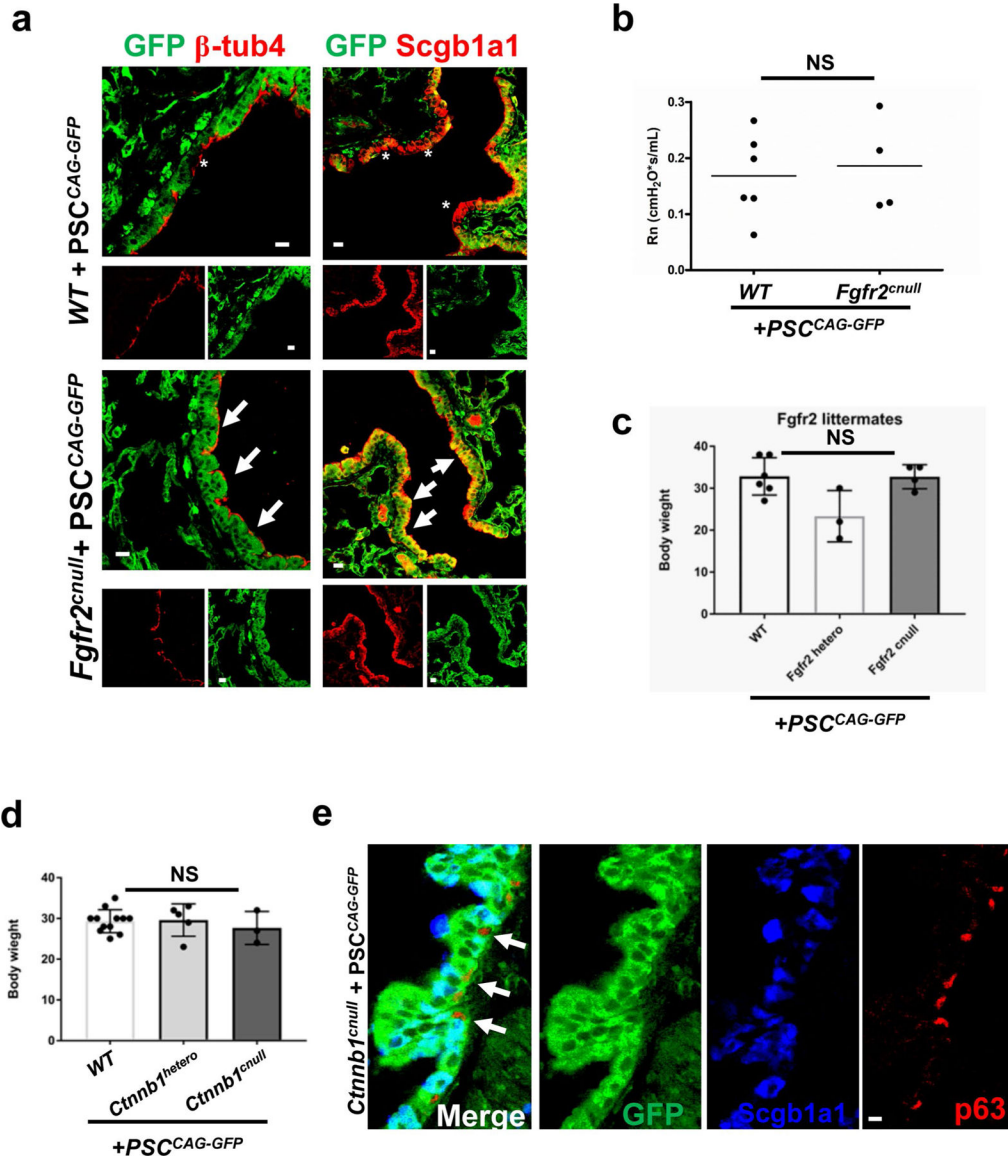 a
GFP β-tub4
GFP Scgb1a1
WT + PSC^CAG-GFP
*
* *
*
Fgfr2^cnull + PSC^CAG-GFP
b
NS
Rn (cmH₂O*s/mL)
0.3
0.2
0.1
0.0
WT
Fgfr2^cnull
+PSC^CAG-GFP
c
Fgfr2 littermates
NS
Body wieght
40
30
20
10
0
WT
Fgfr2 hetero
Fgfr2 cnull
+PSC^CAG-GFP
d
NS
Body wieght
40
30
20
10
0
WT
Ctnnb1^hetero
Ctnnb1^cnull
+PSC^CAG-GFP
e
Ctnnb1^cnull + PSC^CAG-GFP
Merge
GFP
Scgb1a1
p63